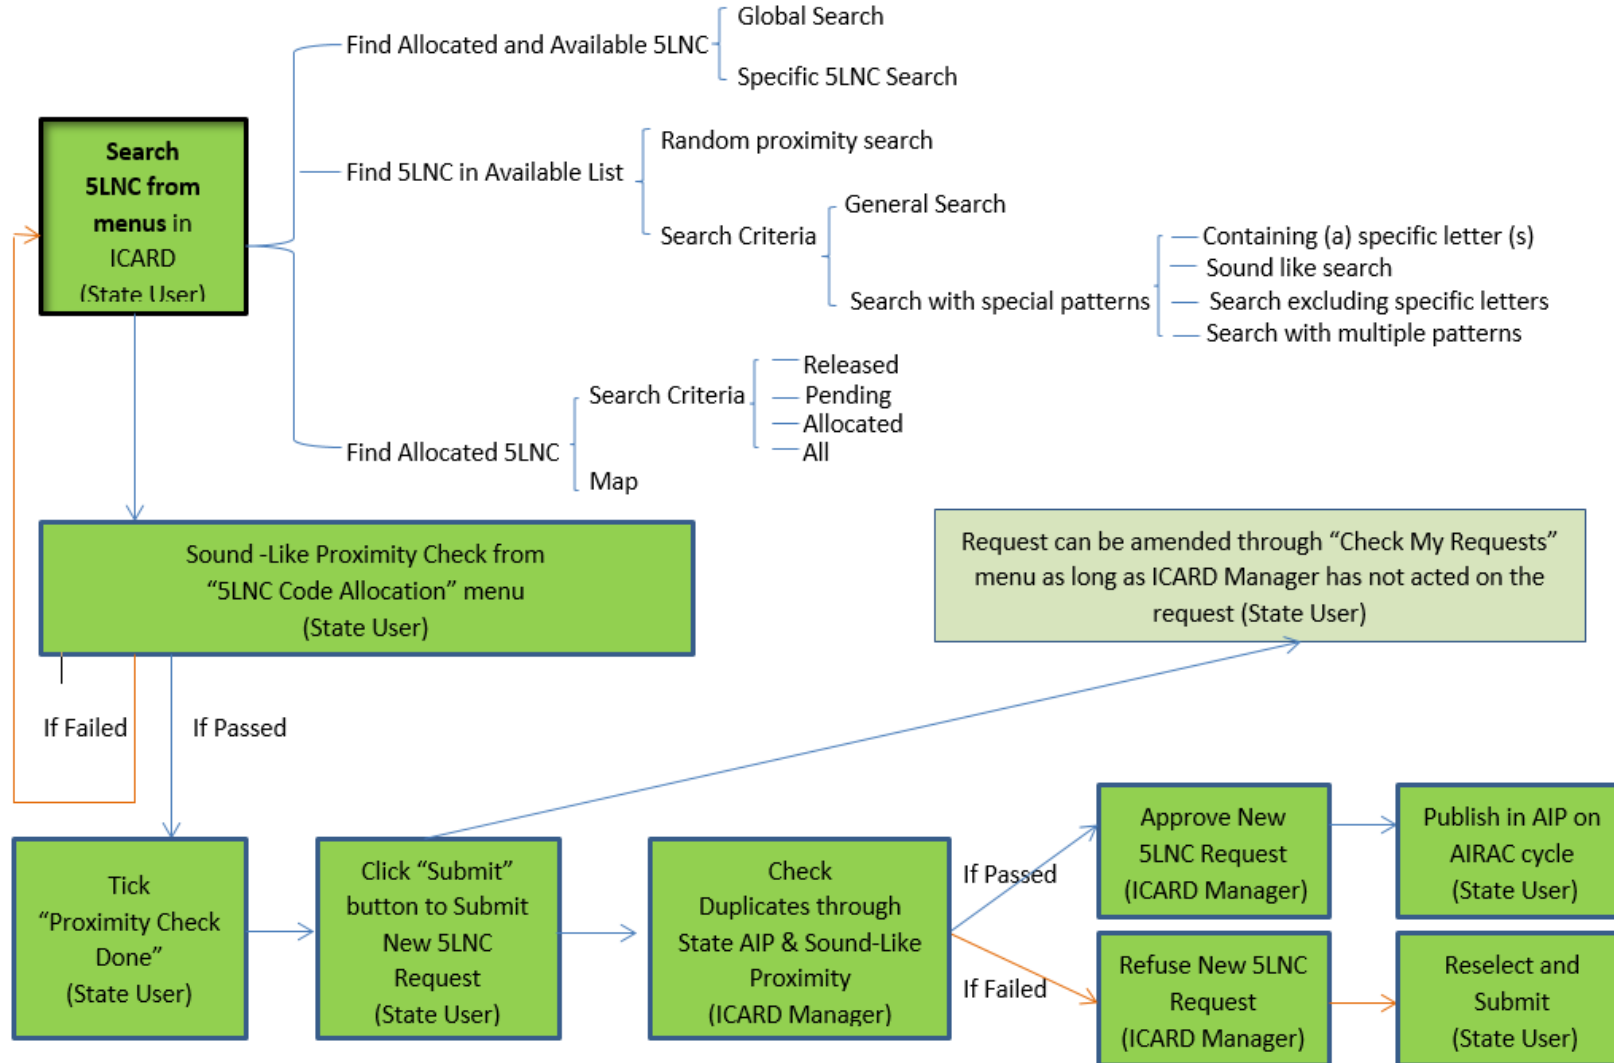 Global Search
Find Allocated and Available 5LNC
Specific 5LNC Search
Search
5LNC from
menus in
ICARD
(State User)
Random proximity search
Find 5LNC in Available List
General Search
Search Criteria
Containing (a) specific letter (s)
Sound like search
Search with special patterns
Search excluding specific letters
Search with multiple patterns
Released
Search Criteria
Pending
Allocated
All
Find Allocated 5LNC
Map
Sound -Like Proximity Check from
“5LNC Code Allocation” menu
(State User)
Request can be amended through “Check My Requests”
menu as long as ICARD Manager has not acted on the
request (State User)
If Failed
If Passed
Tick
“Proximity Check
Done”
(State User)
Click “Submit”
button to Submit
New 5LNC
Request
(State User)
Check
Duplicates through
State AIP & Sound-Like
Proximity
(ICARD Manager)
If Passed
If Failed
Approve New
5LNC Request
(ICARD Manager)
Publish in AIP on
AIRAC cycle
(State User)
Refuse New 5LNC
Request
(ICARD Manager)
Reselect and
Submit
(State User)